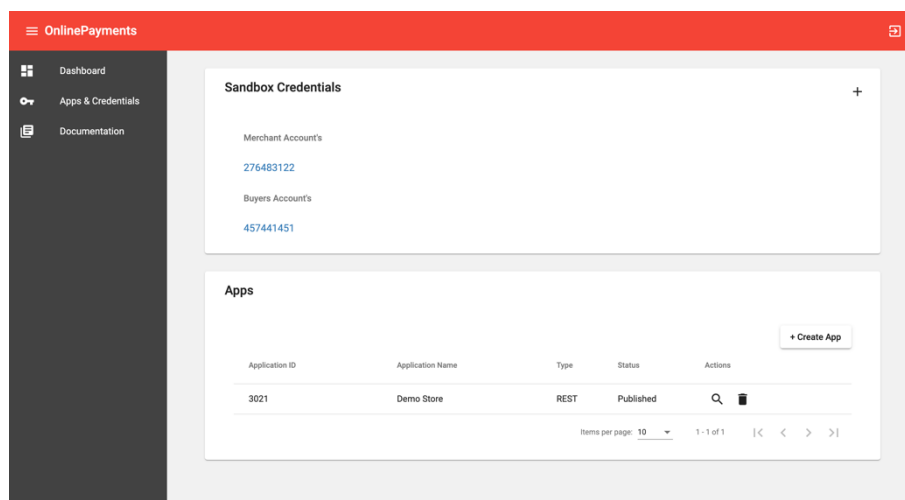 OnlinePayments
Dashboard
Apps & Credentials
Documentation
Sandbox Credentials
+
Merchant Account's
276483122
Buyers Account's
457441451
Apps
+ Create App
Application ID Application Name Type Status Actions
3021 Demo Store REST Published
Items per page: 10 1 - 1 of 1